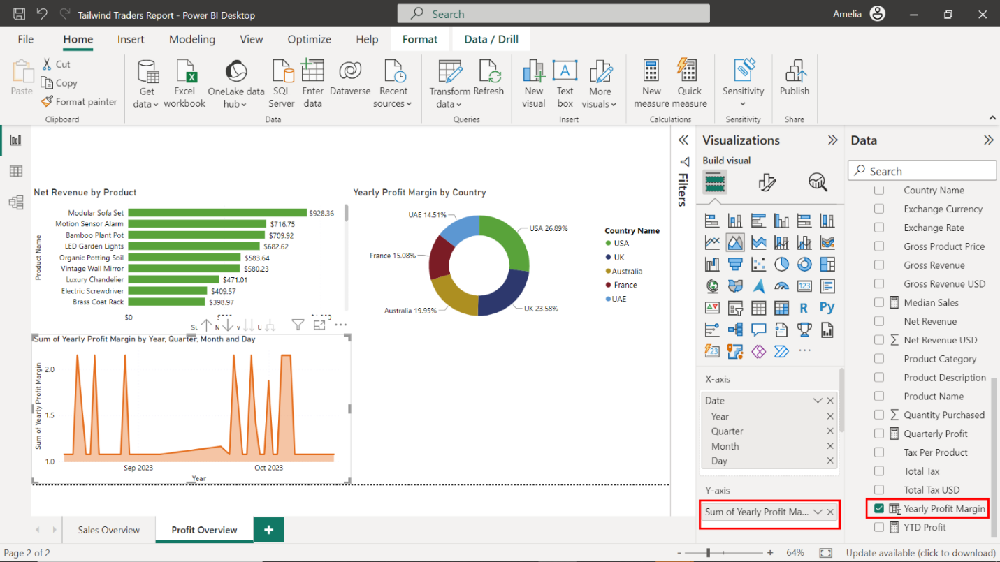 Tailwind Traders Report - Power BI Desktop
Search
Amelia
File
Home
Insert
Modeling
View
Optimize
Help
Format
Data / Drill
Paste
Cut
Copy
Format painter
Clipboard
Get
data
Excel
workbook
OneLake data
hub
SQL
Server
Enter
data
Dataverse
Recent
sources
Data
Transform
data
Refresh
Queries
New
visual
A
Text
box
More
visuals
Insert
New
measure
Quick
measure
Calculations
Sensitivity
Sensitivity
Publish
Share
Net Revenue by Product
Product Name
Modular Sofa Set $928.36
Motion Sensor Alarm $716.75
Bamboo Plant Pot $709.92
LED Garden Lights $682.62
Organic Potting Soil $583.64
Vintage Wall Mirror $580.23
Luxury Chandelier $471.01
Electric Screwdriver $409.57
Brass Coat Rack $398.97
$0
Yearly Profit Margin by Country
UAE 14.51%
USA 26.89%
France 15.08%
Australia 19.95%
UK 23.58%
Country Name
USA
UK
Australia
France
UAE
Sum of Yearly Profit Margin by Year, Quarter, Month and Day
Sum of Yearly Profit Margin
2.0
1.5
1.0
Sep 2023
Oct 2023
Year
Filters
Visualizations
Build visual
123
R
Py
123
X-axis
Date
Year
Quarter
Month
Day
Y-axis
Sum of Yearly Profit Ma...
Data
Search
Country Name
Exchange Currency
Exchange Rate
Gross Product Price
Gross Revenue
Gross Revenue USD
Median Sales
Net Revenue
Net Revenue USD
Product Category
Product Description
Product Name
Quantity Purchased
Quarterly Profit
Tax Per Product
Total Tax
Total Tax USD
Yearly Profit Margin
YTD Profit
Sales Overview
Profit Overview
Page 2 of 2
64%
Update available (click to download)